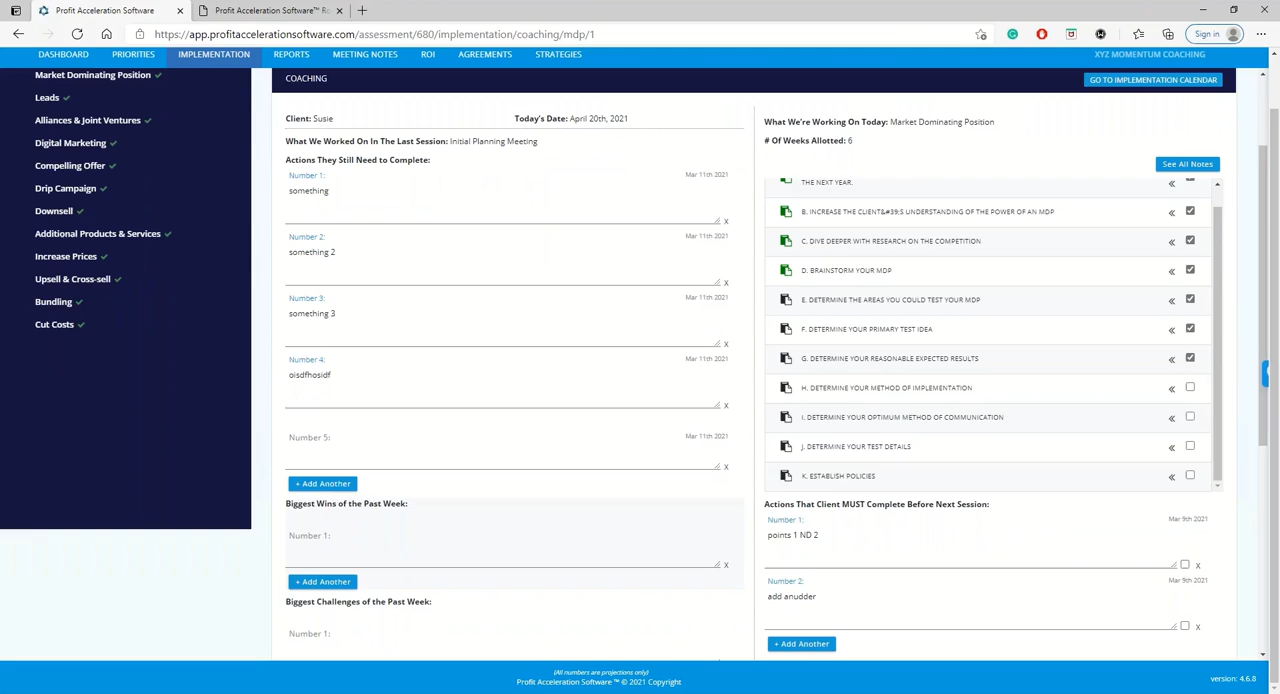 Profit Acceleration Software
Profit Acceleration Software™ Ro
https://app.profitaccelerationsoftware.com/assessment/680/implementation/coaching/mdp/1
Sign in
DASHBOARD PRIORITIES IMPLEMENTATION REPORTS MEETING NOTES ROI AGREEMENTS STRATEGIES XYZ MOMENTUM COACHING
Market Dominating Position
Leads
Alliances & Joint Ventures
Digital Marketing
Compelling Offer
Drip Campaign
Downsell
Additional Products & Services
Increase Prices
Upsell & Cross-sell
Bundling
Cut Costs
COACHING
GO TO IMPLEMENTATION CALENDAR
Client: Susie Today's Date: April 20th, 2021
What We Worked On In The Last Session: Initial Planning Meeting
Actions They Still Need to Complete:
Number 1: Mar 11th 2021
something
x
Number 2: Mar 11th 2021
something 2
x
Number 3: Mar 11th 2021
something 3
x
Number 4: Mar 11th 2021
oisdfhosidf
x
Number 5: Mar 11th 2021
x
+ Add Another
Biggest Wins of the Past Week:
Number 1:
x
+ Add Another
Biggest Challenges of the Past Week:
Number 1:
What We're Working On Today: Market Dominating Position
# Of Weeks Allotted: 6
See All Notes
THE NEXT YEAR.
B. INCREASE THE CLIENT&#39;S UNDERSTANDING OF THE POWER OF AN MDP
C. DIVE DEEPER WITH RESEARCH ON THE COMPETITION
D. BRAINSTORM YOUR MDP
E. DETERMINE THE AREAS YOU COULD TEST YOUR MDP
F. DETERMINE YOUR PRIMARY TEST IDEA
G. DETERMINE YOUR REASONABLE EXPECTED RESULTS
H. DETERMINE YOUR METHOD OF IMPLEMENTATION
I. DETERMINE YOUR OPTIMUM METHOD OF COMMUNICATION
J. DETERMINE YOUR TEST DETAILS
K. ESTABLISH POLICIES
Actions That Client MUST Complete Before Next Session:
Number 1: Mar 9th 2021
points 1 ND 2
x
Number 2: Mar 9th 2021
add anudder
x
+ Add Another
(All numbers are projections only)
Profit Acceleration Software ™ © 2021 Copyright
version: 4.6.8